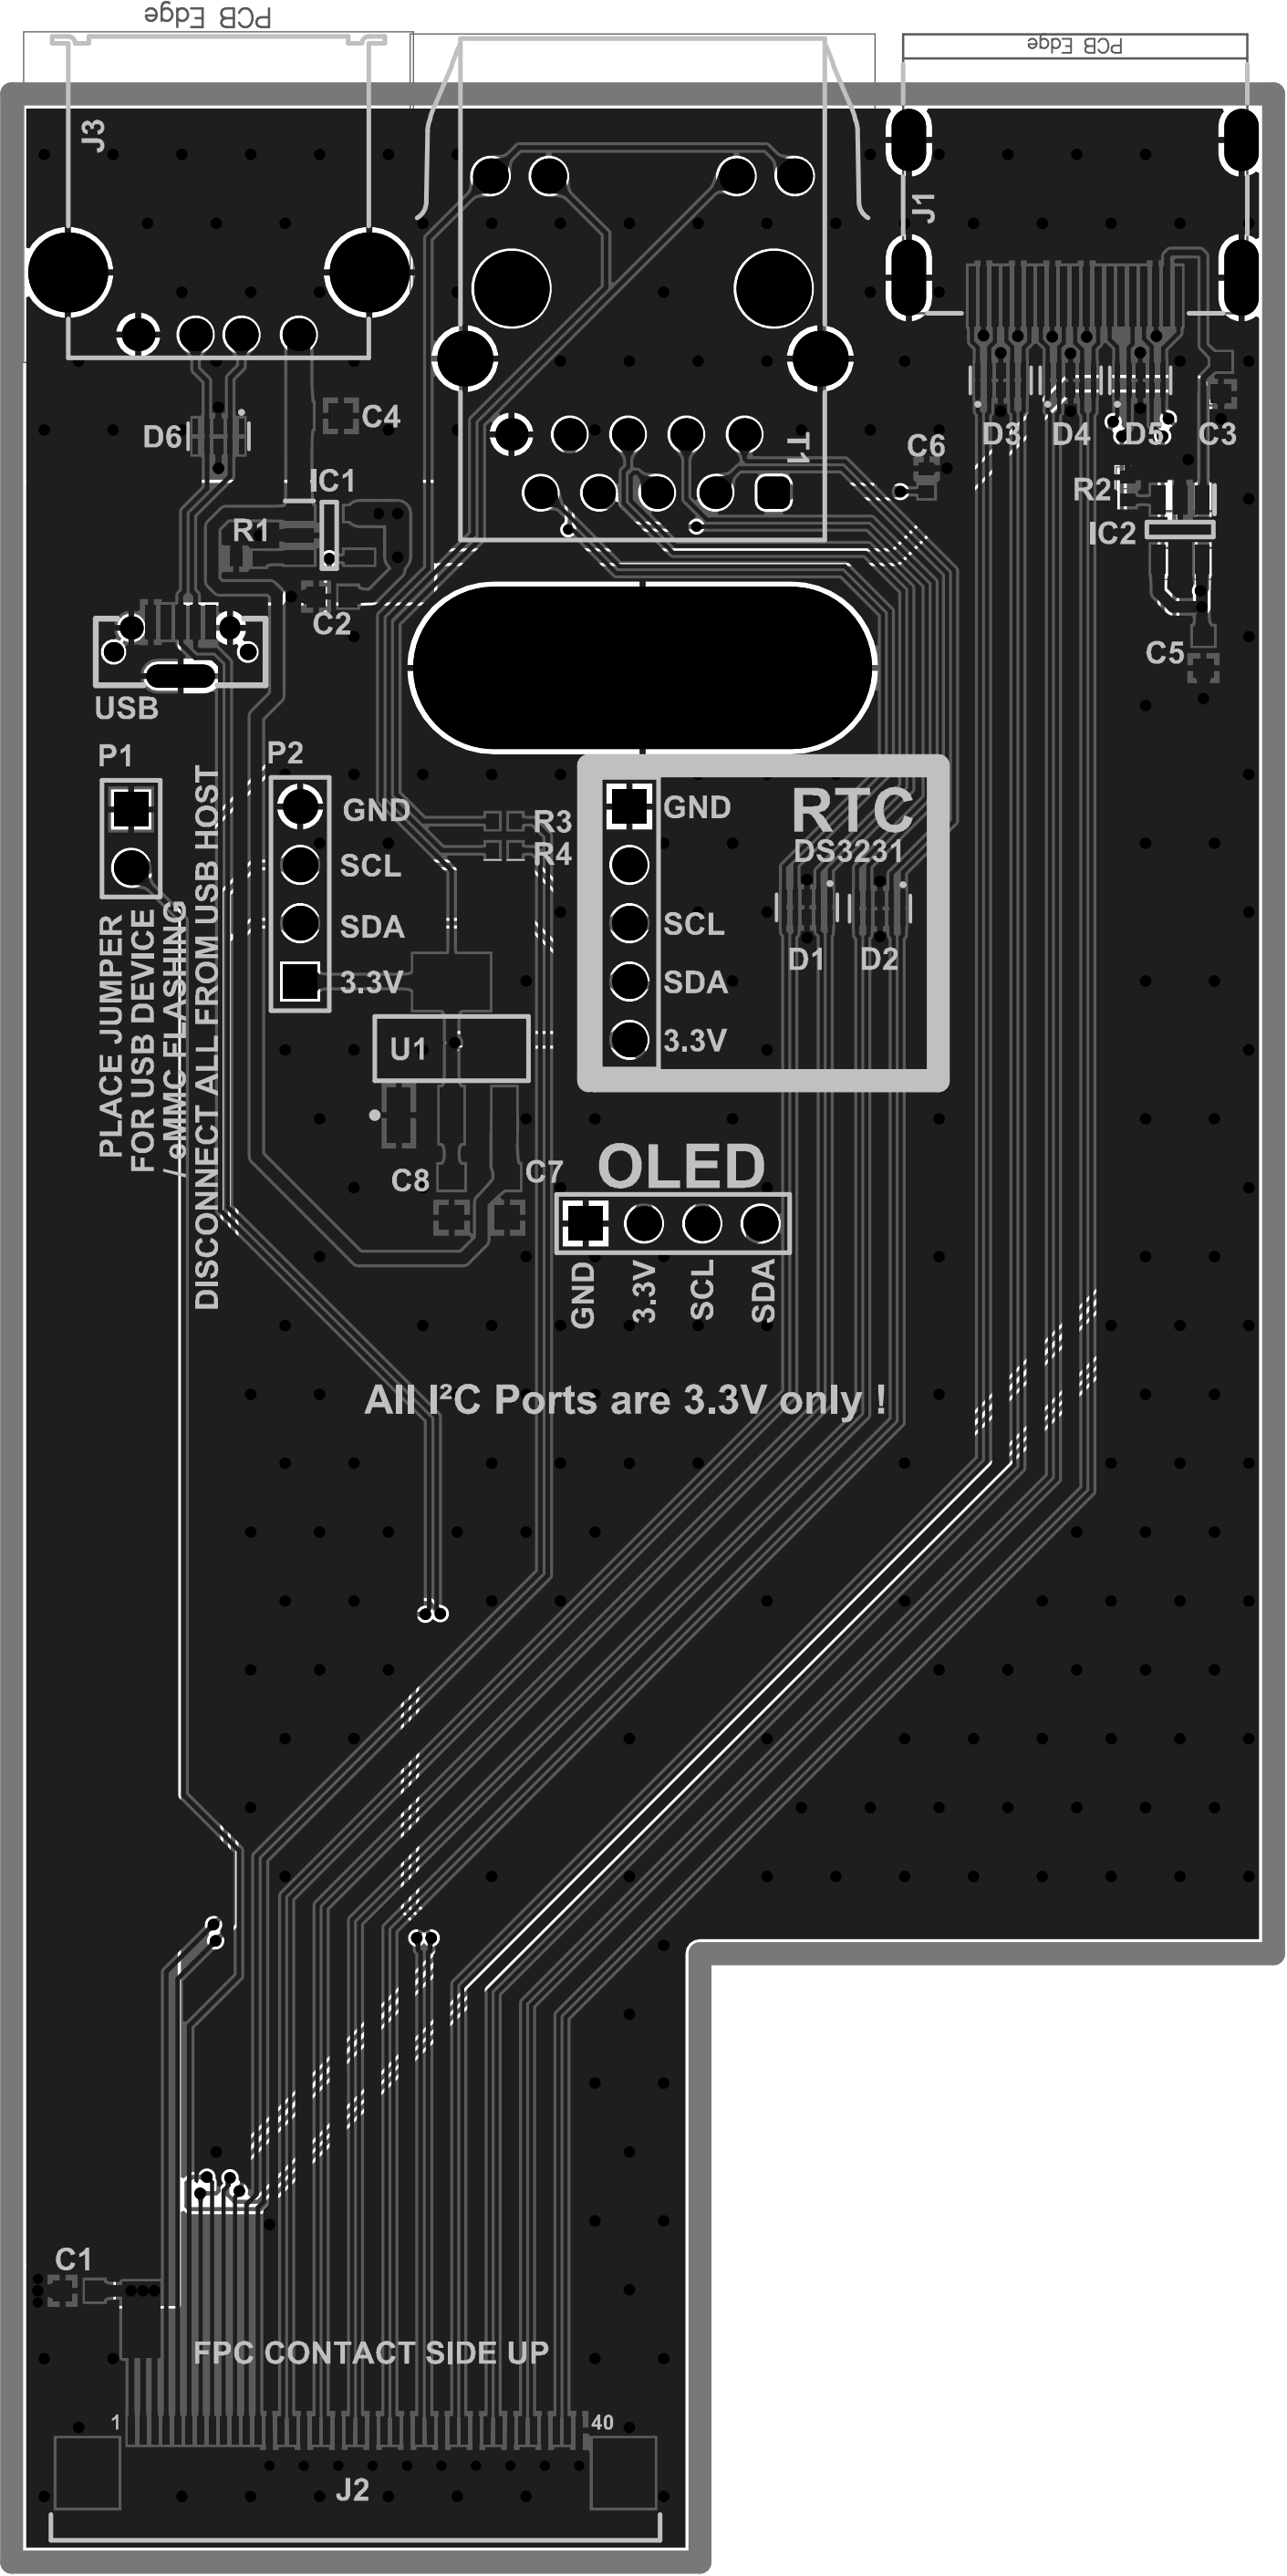 PCB Edge
PCB Edge
J3
J1
D6
C4
T1
C6
D3
D4
D5
C3
IC1
R1
R2
IC2
C2
C5
USB
P1
P2
GND
SCL
SDA
3.3V
R3
R4
RTC
DS3231
GND
SCL
SDA
3.3V
D1
D2
PLACE JUMPER
FOR USB DEVICE
/ eMMC FLASHING
DISCONNECT ALL FROM USB HOST
U1
C8
C7
OLED
GND
3.3V
SCL
SDA
All I²C Ports are 3.3V only !
C1
FPC CONTACT SIDE UP
1
40
J2